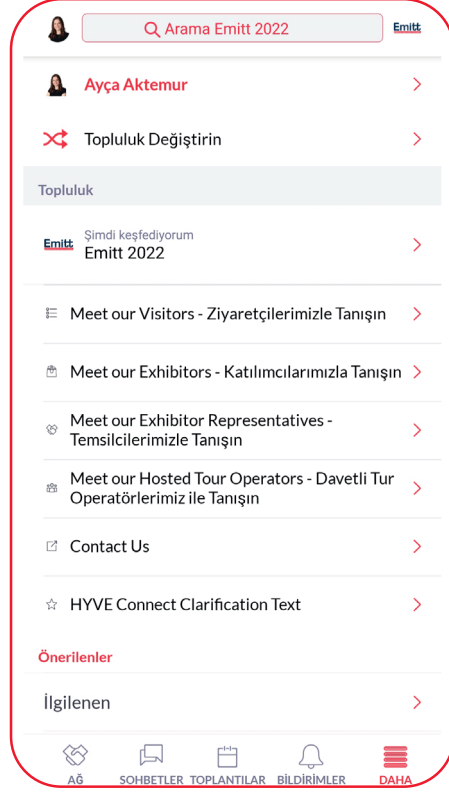 Arama Emitt 2022
Emitt
Ayça Aktemur
Topluluk Değiştirin
Topluluk
Emitt
Şimdi keşfediyorum
Emitt 2022
Meet our Visitors - Ziyaretçilerimizle Tanışın
Meet our Exhibitors - Katılımcılarımızla Tanışın
Meet our Exhibitor Representatives -
Temsilcilerimizle Tanışın
Meet our Hosted Tour Operators - Davetli Tur
Operatörlerimiz ile Tanışın
Contact Us
HYVE Connect Clarification Text
Önerilenler
İlgilenen
AĞ
SOHBETLER
TOPLANTILAR
BİLDİRİMLER
DAHA